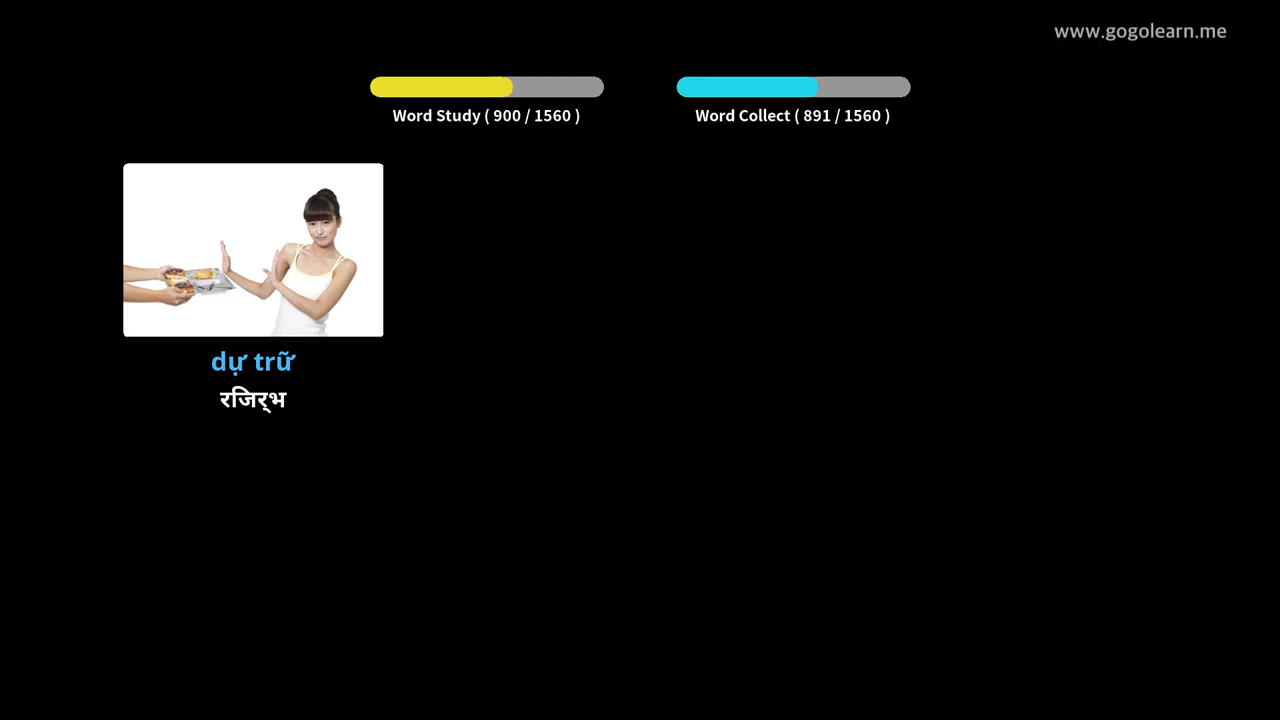 www.gogolearn.me
Word Study ( 900 / 1560 )
Word Collect ( 891 / 1560 )
dự trữ
रजिर्भ